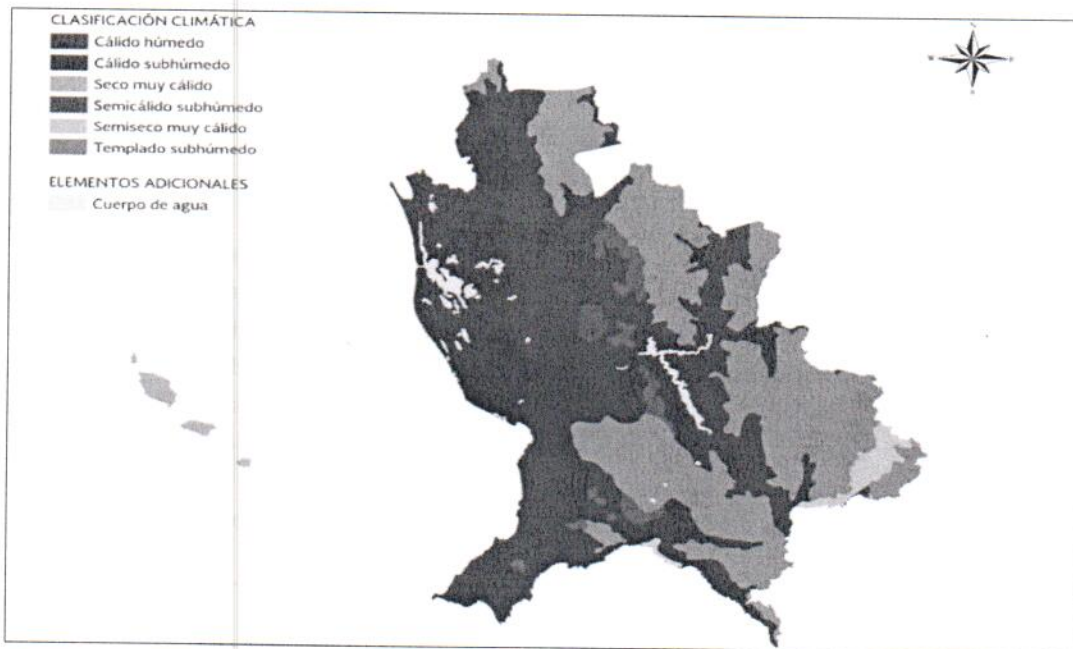 CLASIFICACIÓN CLIMÁTICA
Cálido húmedo
Cálido subhúmedo
Seco muy cálido
Semicálido subhúmedo
Semiseco muy cálido
Templado subhúmedo
ELEMENTOS ADICIONALES
Cuerpo de agua